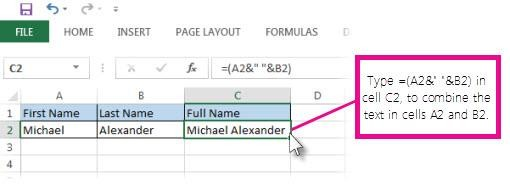 FILE HOME INSERT PAGE LAYOUT FORMULAS D
C2 fx =(A2&" "&B2)
A B C D
1 First Name Last Name Full Name
2 Michael Alexander Michael Alexander
3
4
Type =(A2&" "&B2) in
cell C2, to combine the
text in cells A2 and B2.